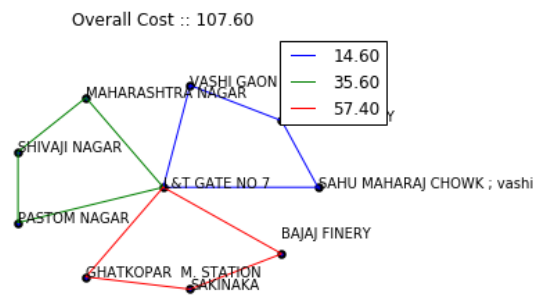 Overall Cost :: 107.60
14.60
35.60
57.40
VASHI GAON
MAHARASHTRA NAGAR
SHIVAJI NAGAR
L&T GATE NO 7
SAHU MAHARAJ CHOWK ; vashi
PASTOM NAGAR
BAJAJ FINERY
GHATKOPAR M. STATION
SAKINAKA